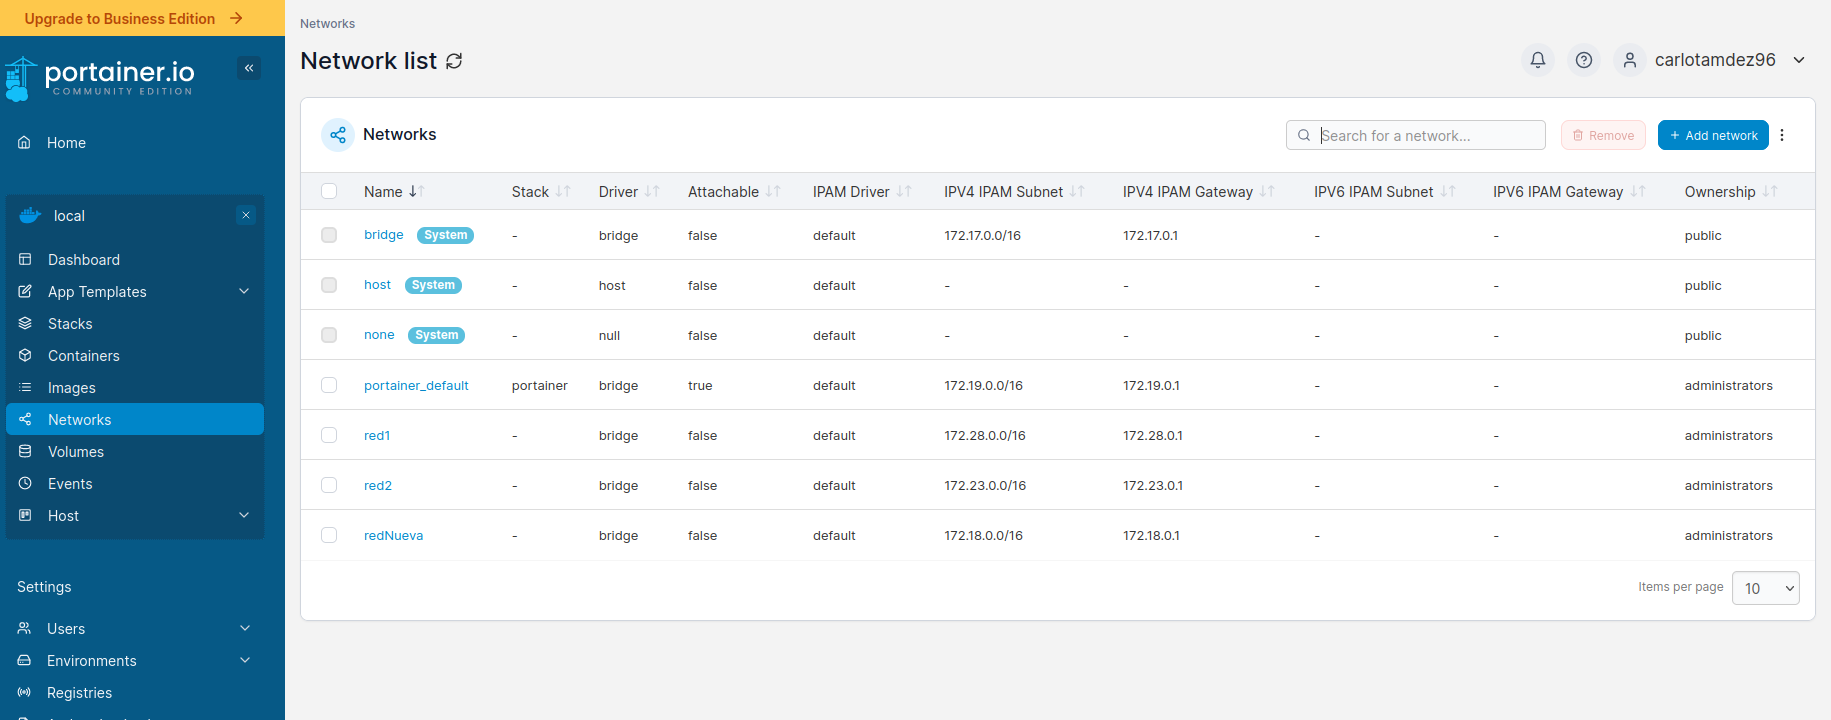 Upgrade to Business Edition
portainer.io
COMMUNITY EDITION
Home
local
Dashboard
App Templates
Stacks
Containers
Images
Networks
Volumes
Events
Host
Settings
Users
Environments
Registries
Networks
Network list
carlotamdez96
Networks
Search for a network...
Remove
Add network
Name Stack Driver Attachable IPAM Driver IPV4 IPAM Subnet IPV4 IPAM Gateway IPV6 IPAM Subnet IPV6 IPAM Gateway Ownership
bridge System - bridge false default 172.17.0.0/16 172.17.0.1 - - public
host System - host false default - - - - public
none System - null false default - - - - public
portainer_default portainer bridge true default 172.19.0.0/16 172.19.0.1 - - administrators
red1 - bridge false default 172.28.0.0/16 172.28.0.1 - - administrators
red2 - bridge false default 172.23.0.0/16 172.23.0.1 - - administrators
redNueva - bridge false default 172.18.0.0/16 172.18.0.1 - - administrators
Items per page 10